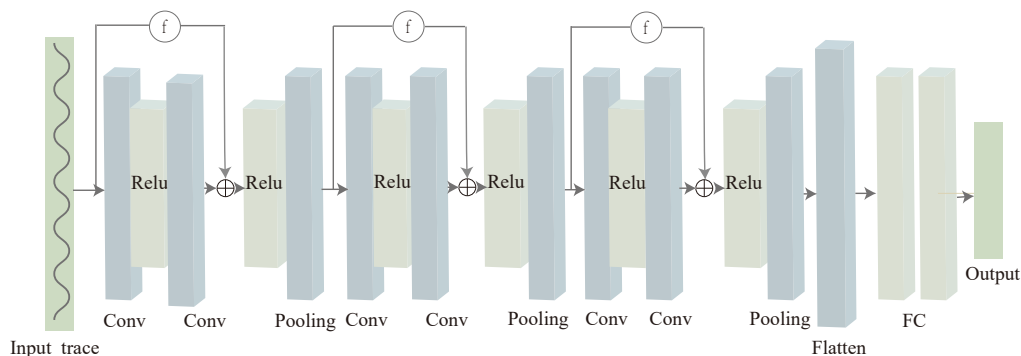 f f f
Relu Relu Relu Relu Relu Relu
Output
Conv Conv Pooling Conv Conv Pooling Conv Conv Pooling FC
Input trace Flatten